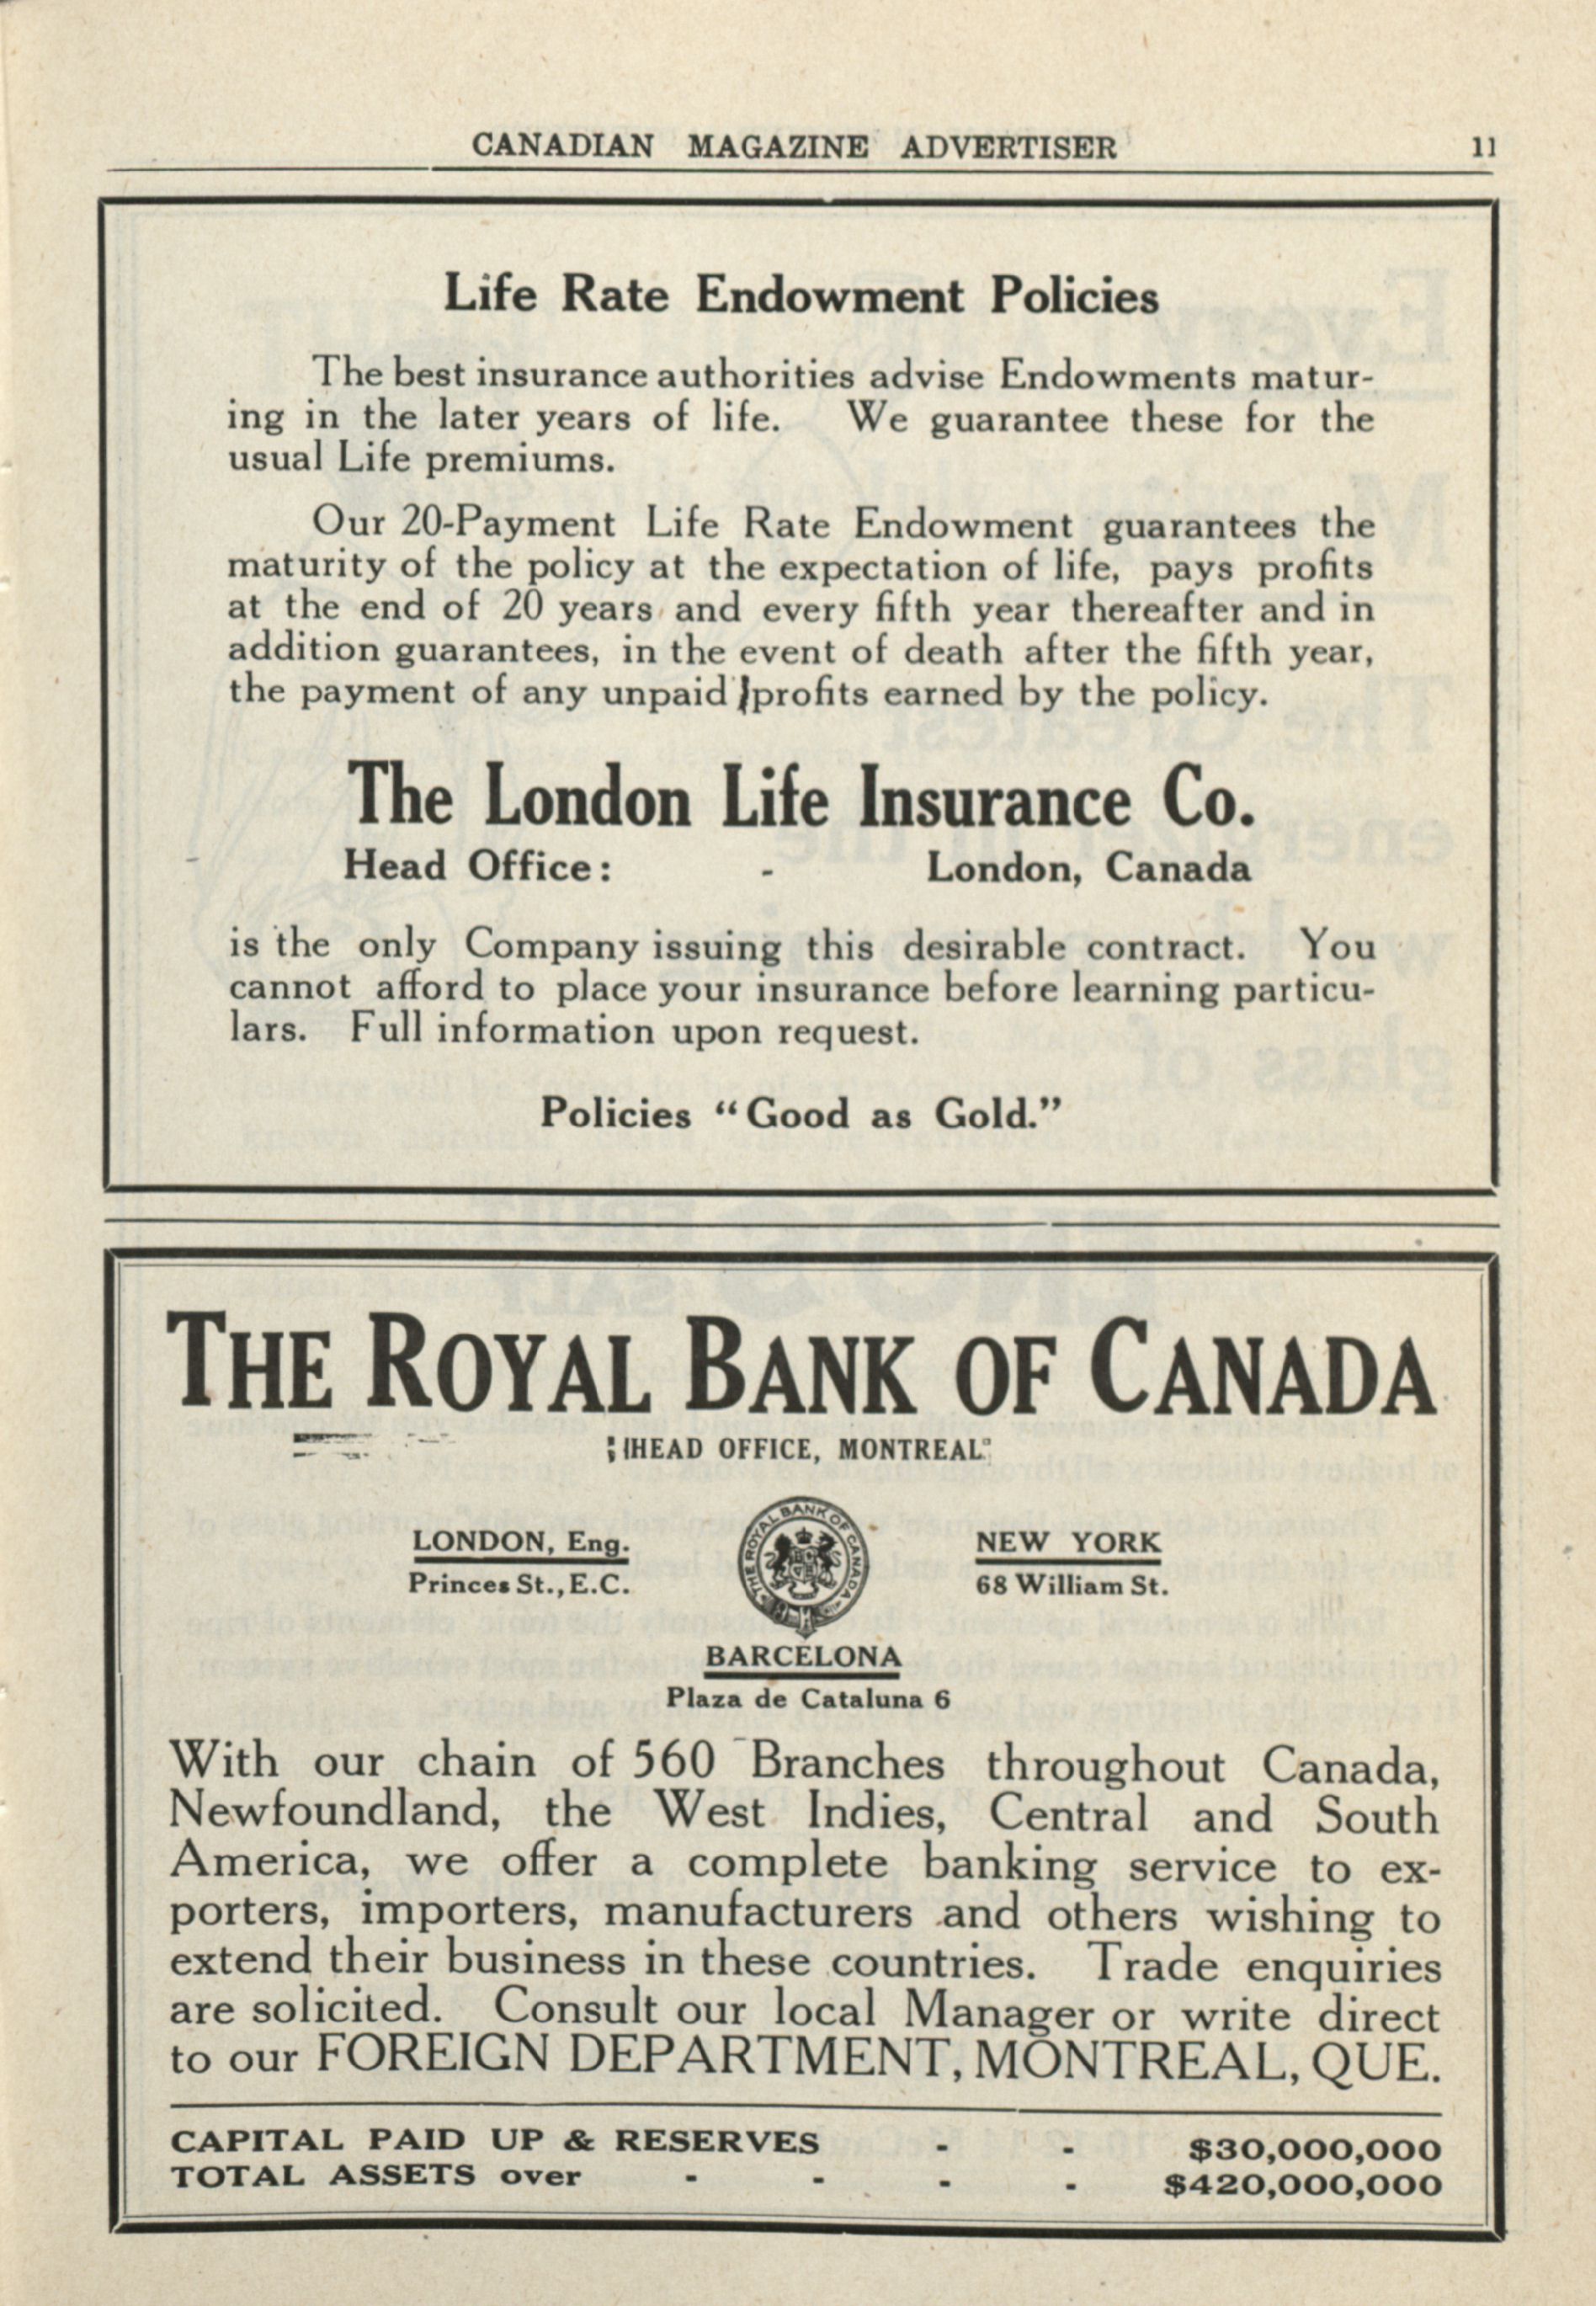 CANADIAN MAGAZINE ADVERTISER 11
Life Rate Endowment Policies
The best insurance authorities advise Endowments matur-
ing in the later years of life. We guarantee these for the
usual Life premiums.
Our 20-Payment Life Rate Endowment guarantees the
maturity of the policy at the expectation of life, pays profits
at the end of 20 years and every fifth year thereafter and in
addition guarantees, in the event of death after the fifth year,
the payment of any unpaid profits earned by the policy.
The London Life Insurance Co.
Head Office: - London, Canada
is the only Company issuing this desirable contract. You
cannot afford to place your insurance before learning particu-
lars. Full information upon request.
Policies "Good as Gold."
THE ROYAL BANK OF CANADA
HEAD OFFICE, MONTREAL
LONDON, Eng.
Princes St., E.C.
THE ROYAL BANK OF CANADA
NEW YORK
68 William St.
BARCELONA
Plaza de Cataluna 6
With our chain of 560 Branches throughout Canada,
Newfoundland, the West Indies, Central and South
America, we offer a complete banking service to ex-
porters, importers, manufacturers and others wishing to
extend their business in these countries. Trade enquiries
are solicited. Consult our local Manager or write direct
to our FOREIGN DEPARTMENT, MONTREAL, QUE.
CAPITAL PAID UP & RESERVES - - $30,000,000
TOTAL ASSETS over - - - - $420,000,000